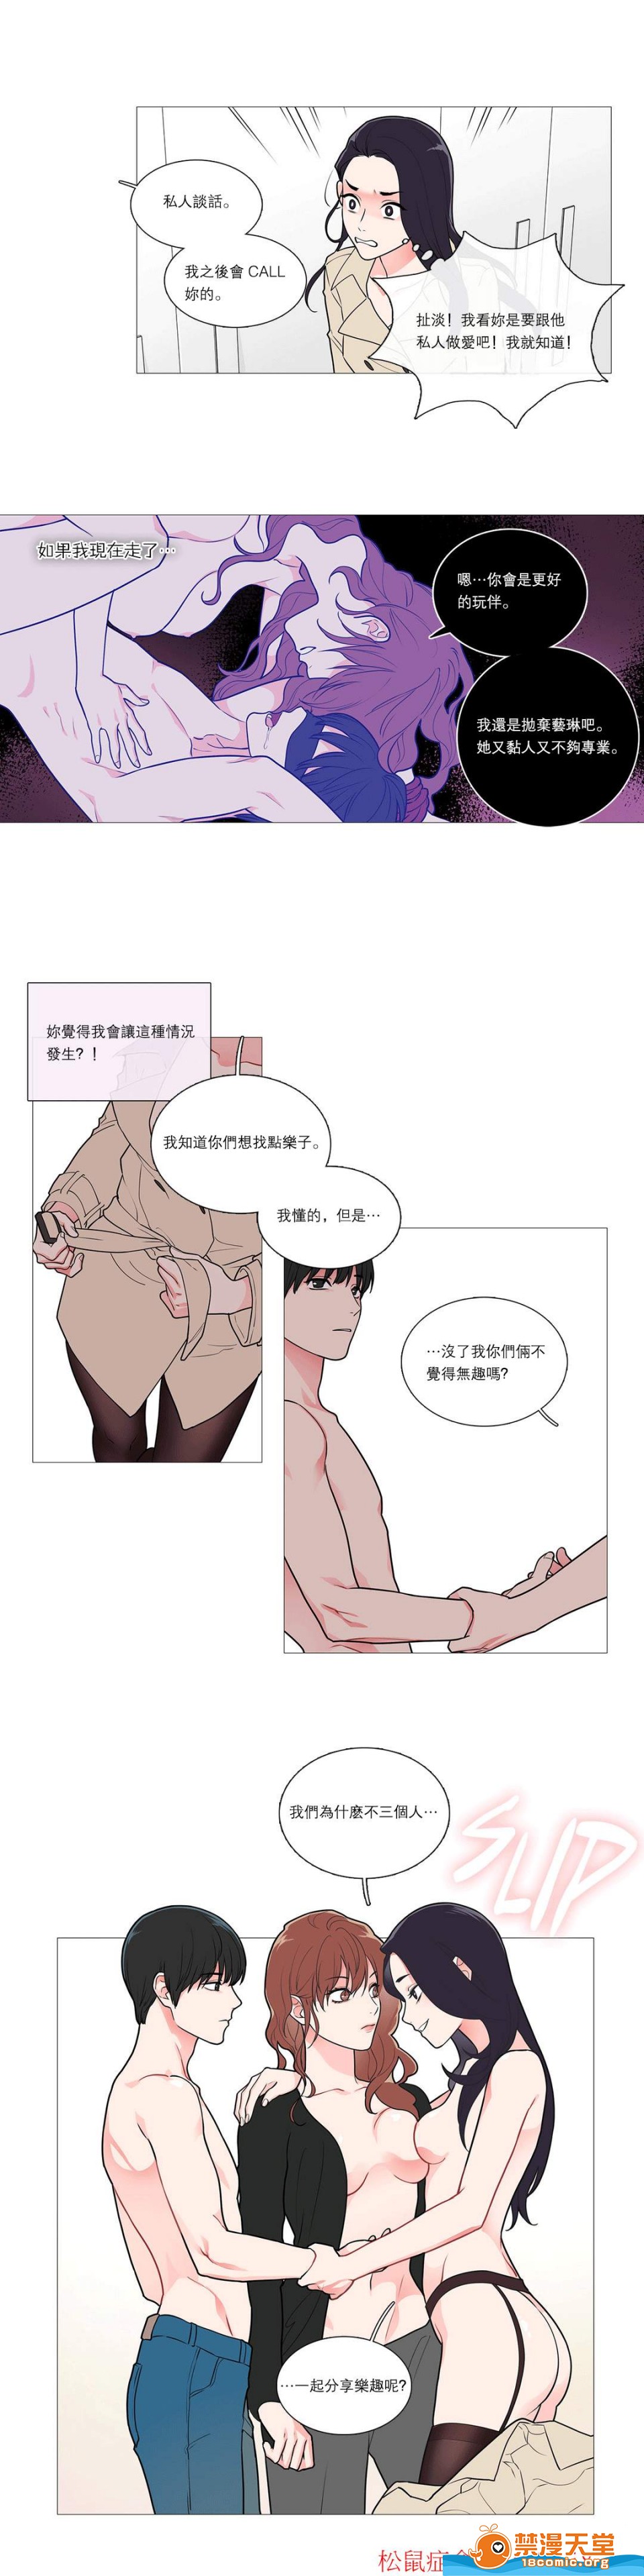 私人談話。
我之後會 CALL
妳的。
扯淡！我看妳是要跟他
私人做愛吧！我就知道！
如果我現在走了…
嗯…你會是更好
的玩伴。
我還是拋棄藝琳吧。
她又黏人又不夠專業。
妳覺得我會讓這種情況
發生？！
我知道你們想找點樂子。
我懂的，但是…
…沒了我你們倆不
覺得無趣嗎?
我們為什麼不三個人…
SLIP
…一起分享樂趣呢?
松鼠症
禁漫天堂
18comic.org